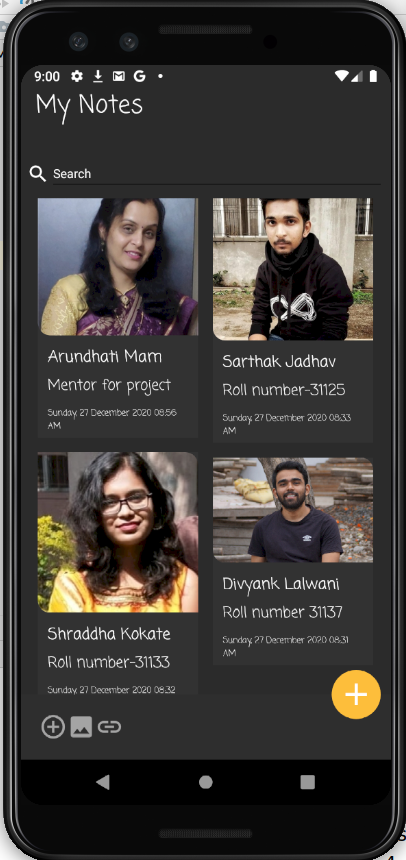 9:00
My Notes
Search
Arundhati Mam
Mentor for project
Sunday, 27 December 2020 08:56
AM
Sarthak Jadhav
Roll number-31125
Sunday, 27 December 2020 08:33
AM
Shraddha Kokate
Roll number-31133
Sunday, 27 December 2020 08:32
Divyank Lalwani
Roll number 31137
Sunday, 27 December 2020 08:31
AM